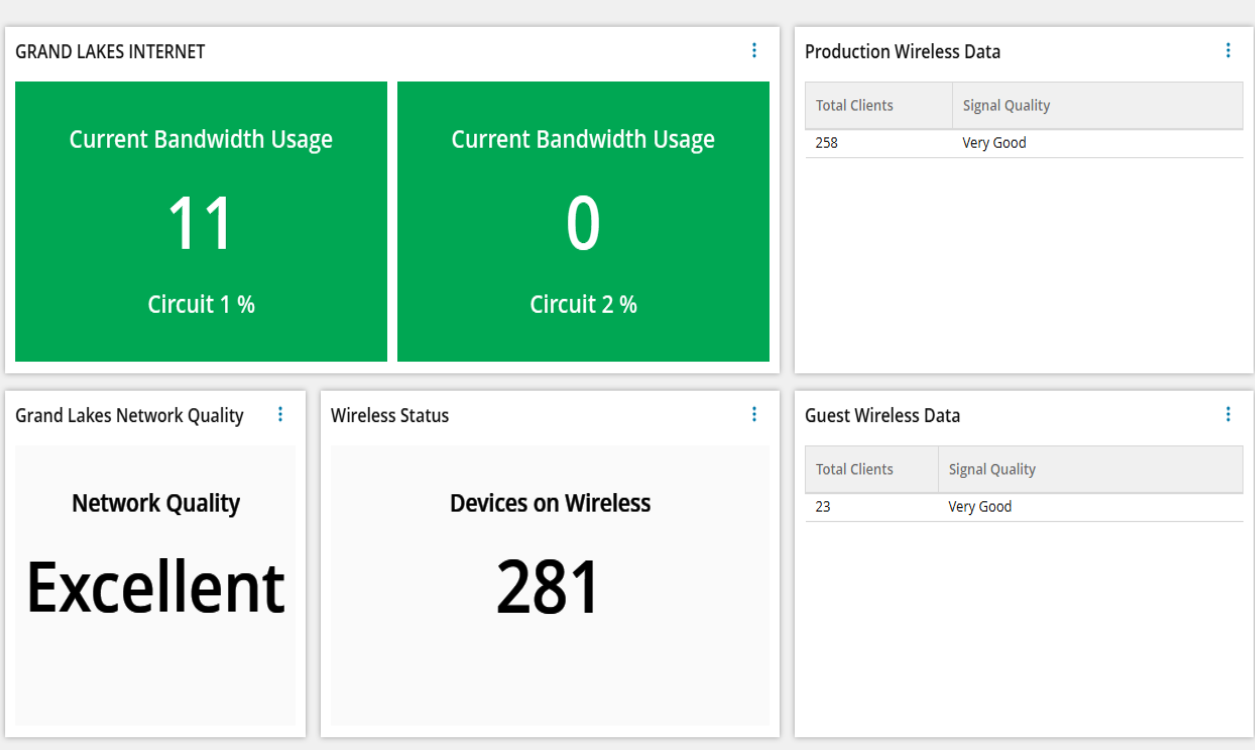 GRAND LAKES INTERNET
Current Bandwidth Usage
11
Circuit 1 %
Current Bandwidth Usage
0
Circuit 2 %
Production Wireless Data
Total Clients Signal Quality
258 Very Good
Grand Lakes Network Quality
Network Quality
Excellent
Wireless Status
Devices on Wireless
281
Guest Wireless Data
Total Clients Signal Quality
23 Very Good